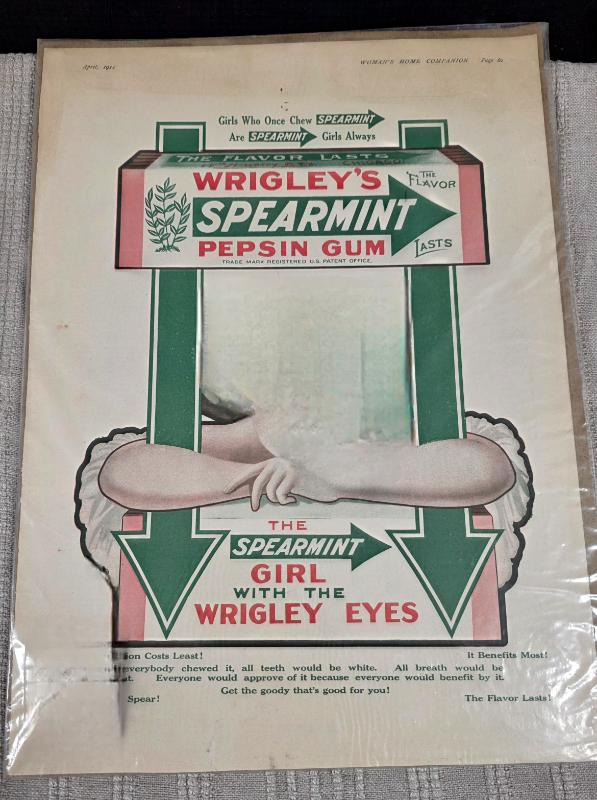 April, 1912
WOMAN'S HOME COMPANION Page 62
Girls Who Once Chew SPEARMINT
Are SPEARMINT Girls Always
THE FLAVOR LASTS
WRIGLEY'S
SPEARMINT
PEPSIN GUM
TRADE MARK REGISTERED U.S. PATENT OFFICE.
THE
FLAVOR
LASTS
THE
SPEARMINT
GIRL
WITH THE
WRIGLEY EYES
Costs Least!
It Benefits Most!
everybody chewed it, all teeth would be white. All breath would be
Everyone would approve of it because everyone would benefit by it.
Get the goody that's good for you!
Spear!
The Flavor Lasts!